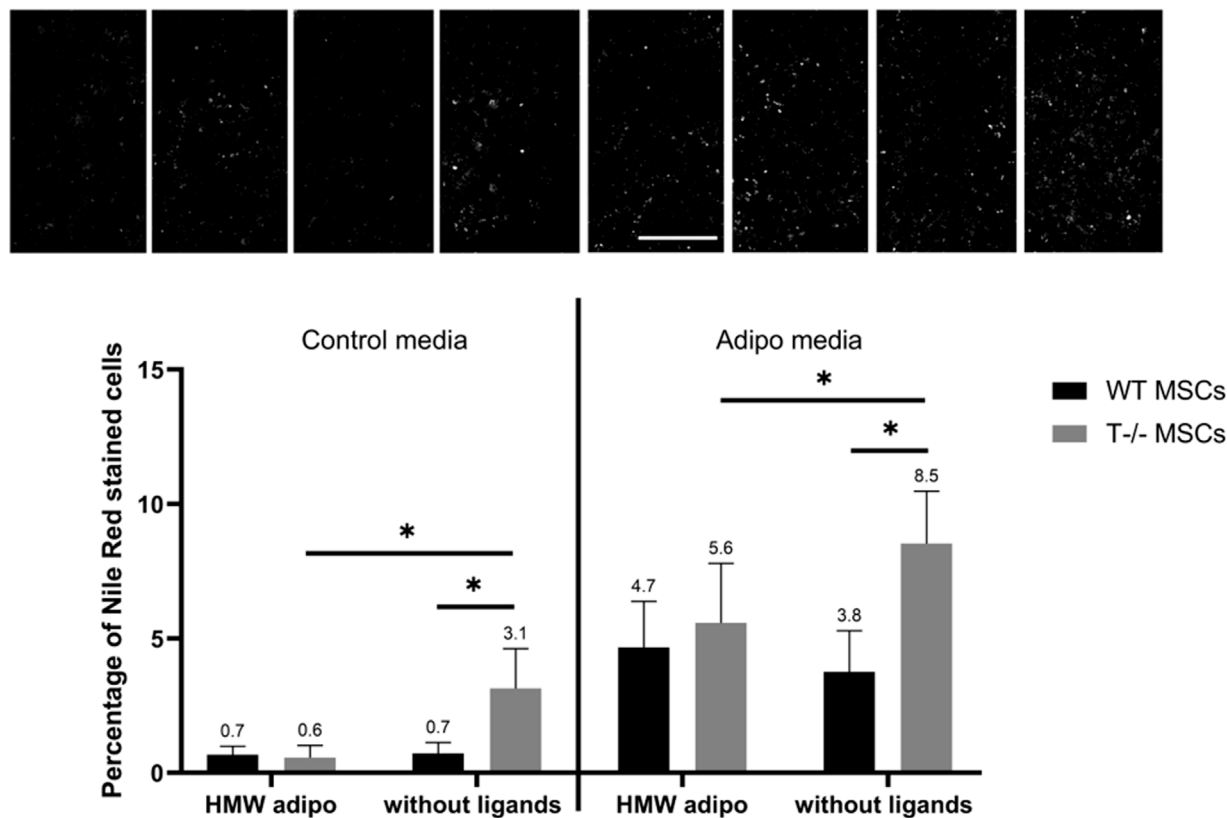 Control media
Adipo media
Percentage of Nile Red stained cells
15
10
5
0
*
*
*
*
0.7
0.6
0.7
3.1
4.7
5.6
3.8
8.5
HMW adipo
without ligands
HMW adipo
without ligands
WT MSCs
T-/- MSCs